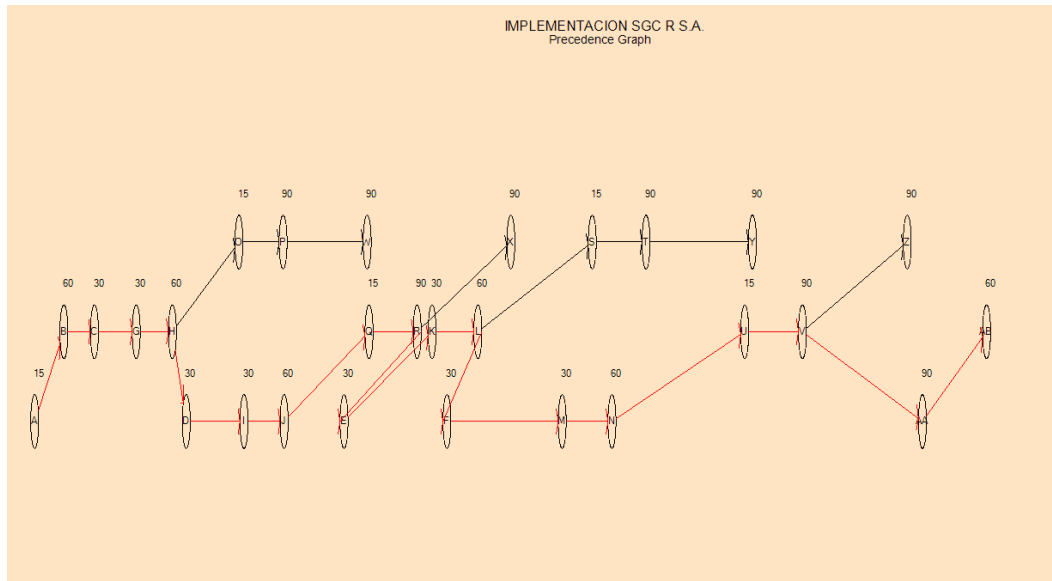 IMPLEMENTACION SGC R S.A.
Precedence Graph
15 90 90 90 15 90 90 90
O P W X S T Y Z
60 30 30 60 15 90 30 60 15 90 60
B C G H Q R K L U V AB
15 30 30 60 30 30 30 60 90
A D I J E F M N AA